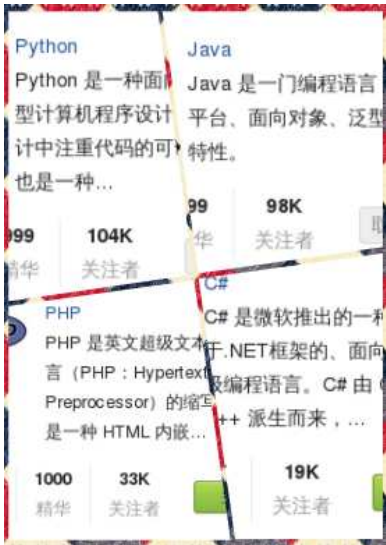 Python
Python 是一种面
型计算机程序设计
计中注重代码的可
也是一种…
999 104K
精华 关注者
Java
Java 是一门编程语言
平台、面向对象、泛型
特性。
99 98K
华 关注者
PHP
PHP 是英文超级文本
言（PHP：Hypertext
Preprocessor）的缩写
是一种 HTML 内嵌…
1000 33K
精华 关注者
C#
C# 是微软推出的一种
于.NET框架的、面向
级编程语言。C# 由
++ 派生而来，…
19K
关注者